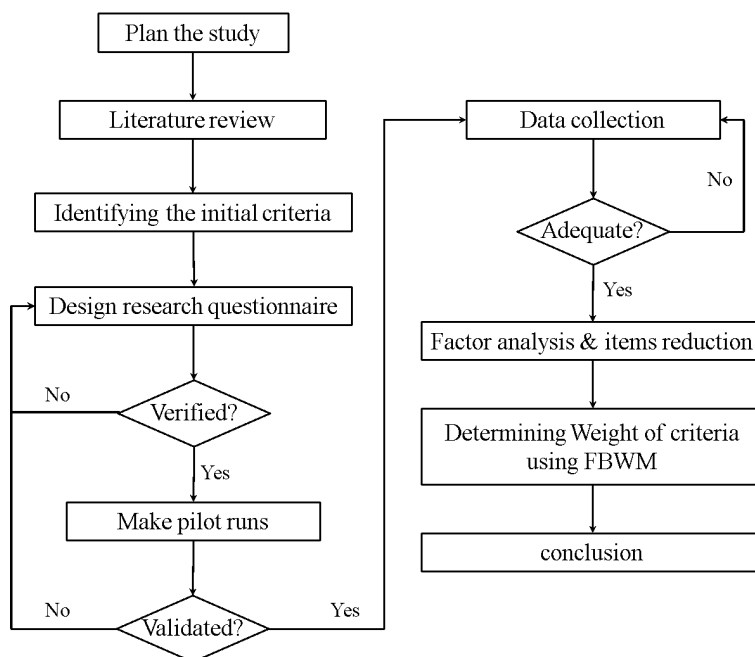 Plan the study
Literature review
Identifying the initial criteria
Design research questionnaire
No
Verified?
Yes
Make pilot runs
No
Validated?
Yes
Data collection
No
Adequate?
Yes
Factor analysis & items reduction
Determining Weight of criteria
using FBWM
conclusion